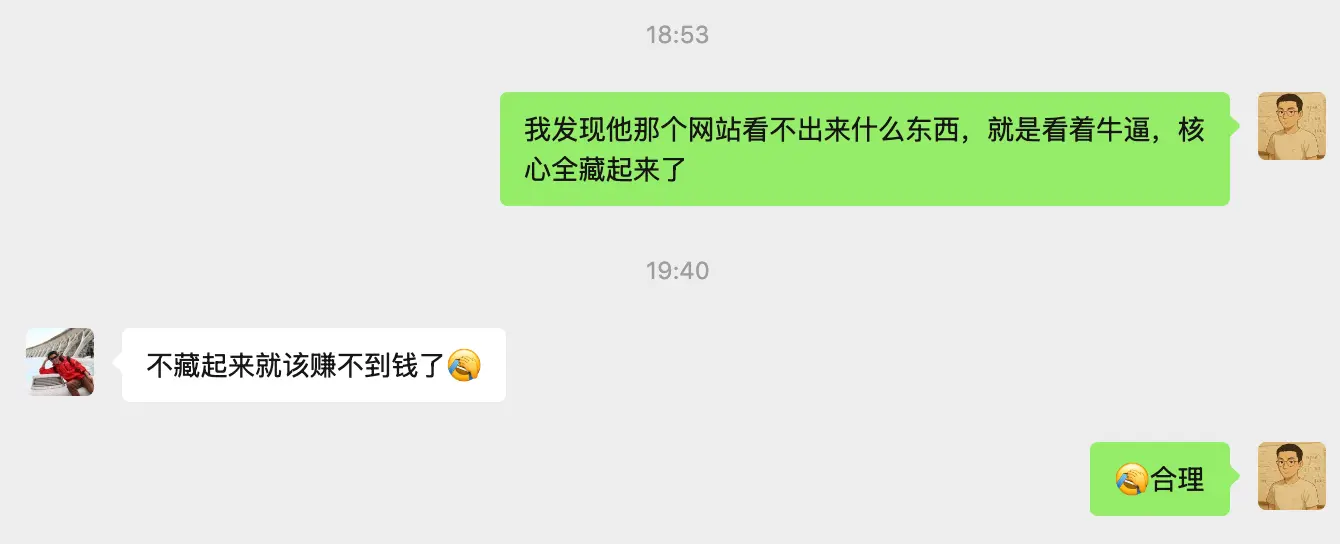 18:53
我发现他那个网站看不出来什么东西，就是看着牛逼，核
心全藏起来了
19:40
不藏起来就该赚不到钱了🤦
🤦合理